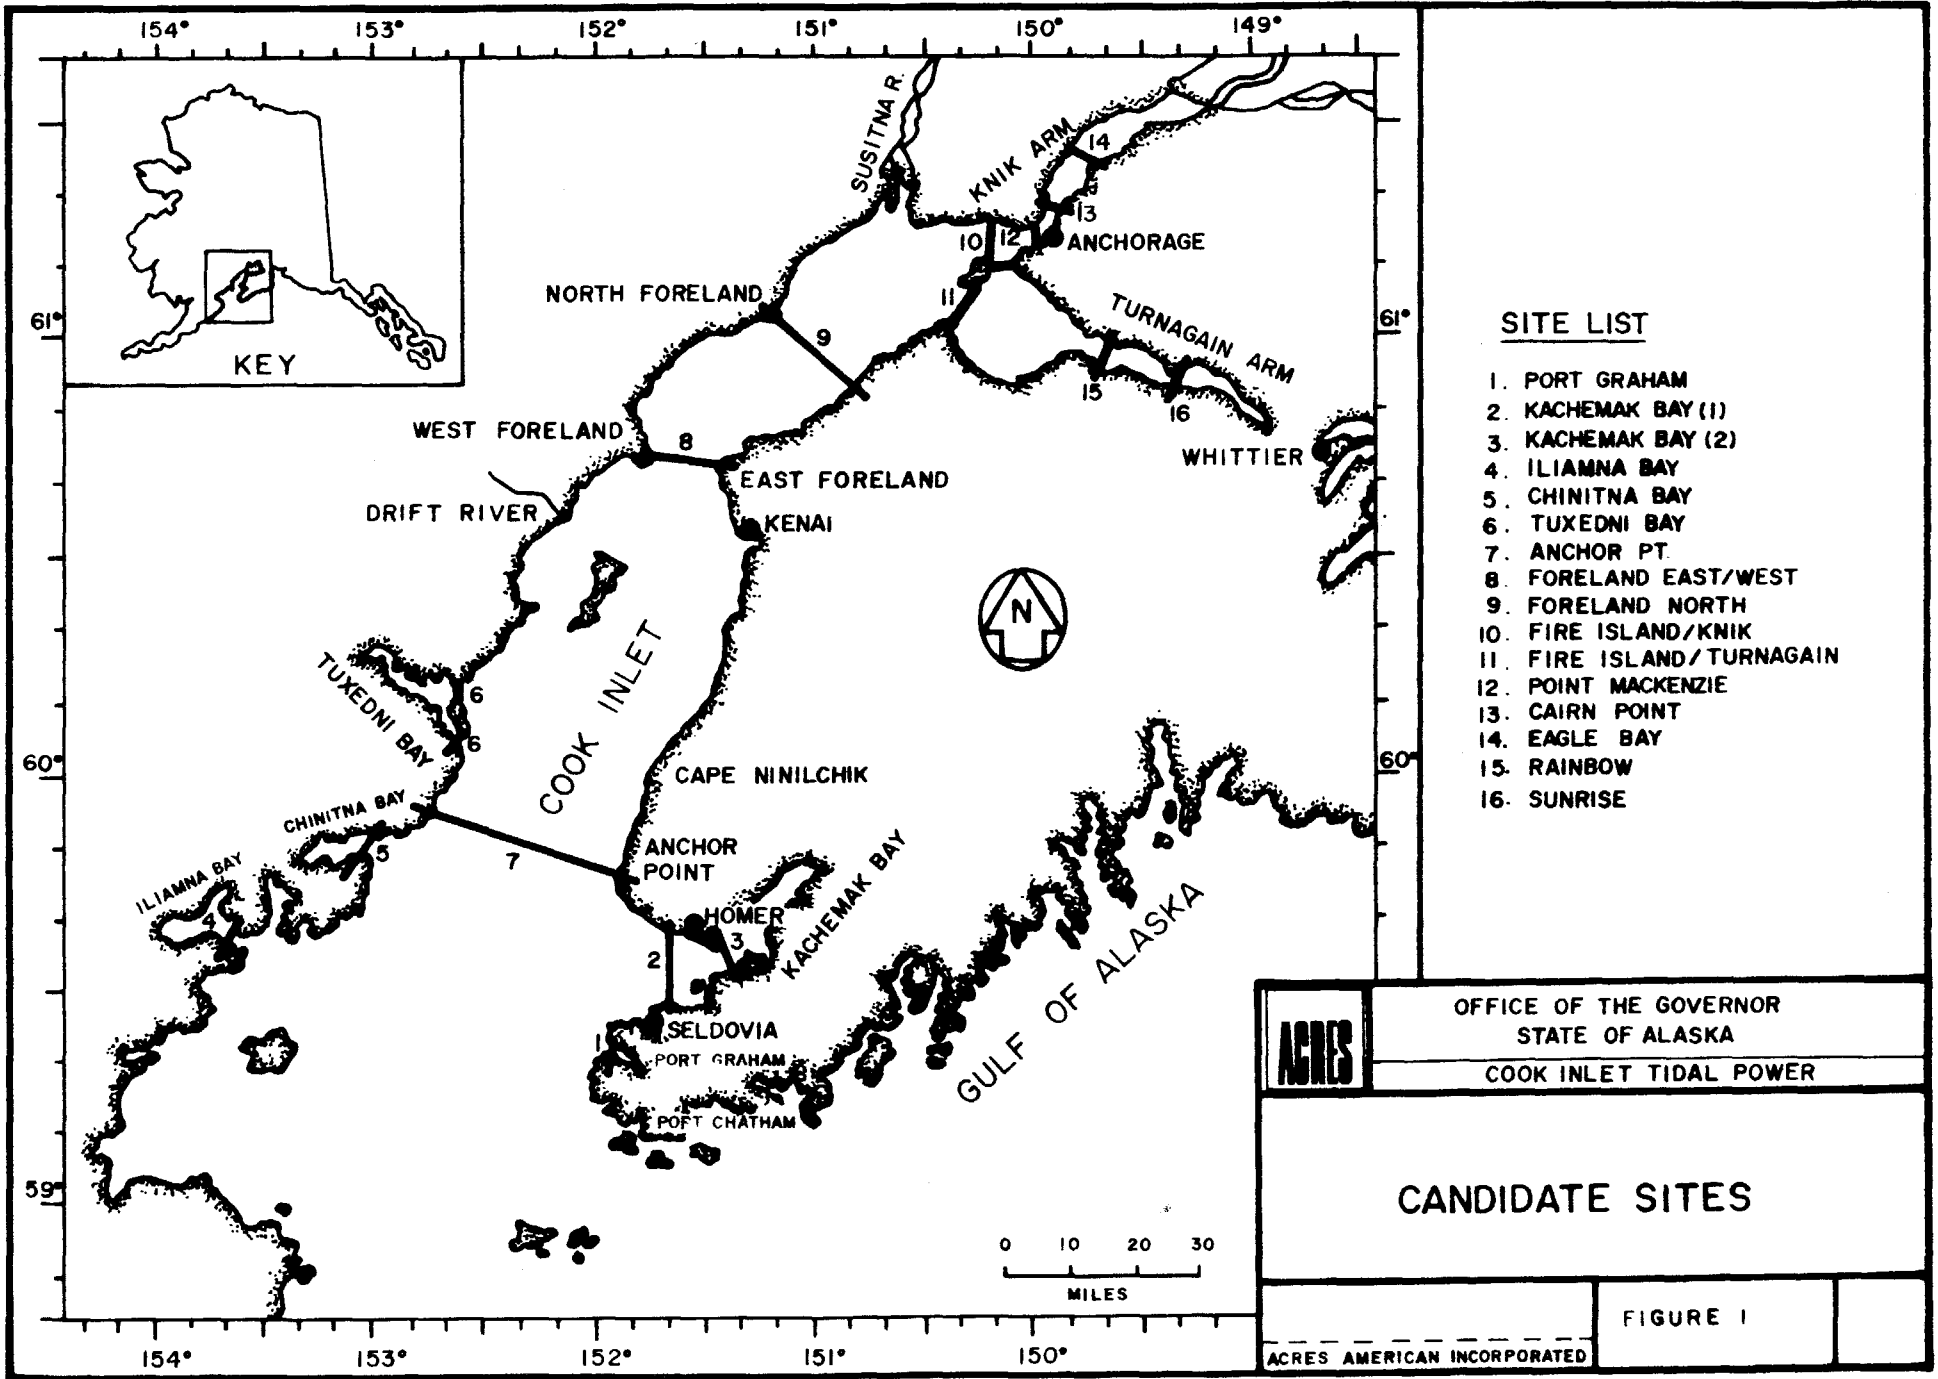 154° 153° 152° 151° 150° 149°
KEY
SUSITNA R.
KNIK ARM
14
13
10 12
ANCHORAGE
11
NORTH FORELAND
9
TURNAGAIN ARM
15
16
61°
61°
WEST FORELAND
8
EAST FORELAND
WHITTIER
DRIFT RIVER
KENAI
N
COOK INLET
TUXEDNI BAY
6
6
60°
60°
CAPE NINILCHIK
CHININTA BAY
5
7
ANCHOR
POINT
ILIAMNA BAY
4
HOMER
3
2
KACHEMAK BAY
SELDOVIA
1
PORT GRAHAM
PORT CHATHAM
GULF OF ALASKA
59°
0 10 20 30
MILES
154° 153° 152° 151° 150°
SITE LIST
1. PORT GRAHAM
2. KACHEMAK BAY (1)
3. KACHEMAK BAY (2)
4. ILIAMNA BAY
5. CHINITNA BAY
6. TUXEDNI BAY
7. ANCHOR PT.
8. FORELAND EAST/WEST
9. FORELAND NORTH
10. FIRE ISLAND/KNIK
11. FIRE ISLAND/TURNAGAIN
12. POINT MACKENZIE
13. CAIRN POINT
14. EAGLE BAY
15. RAINBOW
16. SUNRISE
ACRES
OFFICE OF THE GOVERNOR
STATE OF ALASKA
COOK INLET TIDAL POWER
CANDIDATE SITES
ACRES AMERICAN INCORPORATED
FIGURE 1